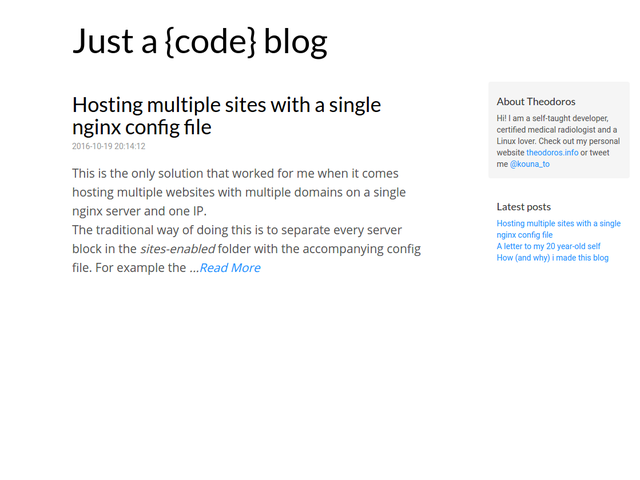 Just a {code} blog
Hosting multiple sites with a single
nginx config file
2016-10-19 20:14:12
This is the only solution that worked for me when it comes
hosting multiple websites with multiple domains on a single
nginx server and one IP.
The traditional way of doing this is to separate every server
block in the sites-enabled folder with the accompanying config
file. For example the ...Read More
About Theodoros
Hi! I am a self-taught developer,
certified medical radiologist and a
Linux lover. Check out my personal
website theodoros.info or tweet
me @kouna_to
Latest posts
Hosting multiple sites with a single
nginx config file
A letter to my 20 year-old self
How (and why) i made this blog